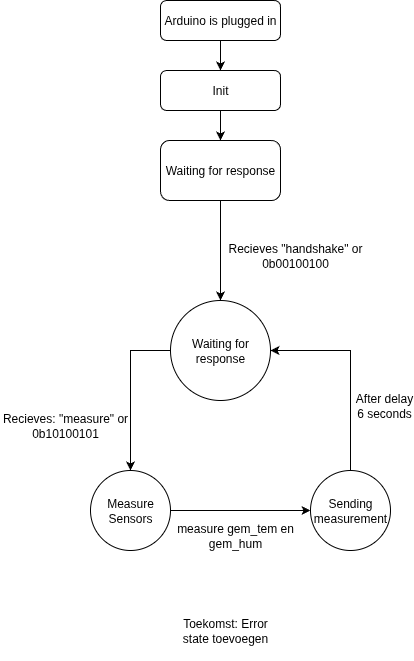 Arduino is plugged in
Init
Waiting for response
Recieves "handshake" or
0b00100100
Waiting for
response
After delay
6 seconds
Recieves: "measure" or
0b10100101
Measure
Sensors
measure gem_tem en
gem_hum
Sending
measurement
Toekomst: Error
state toevoegen